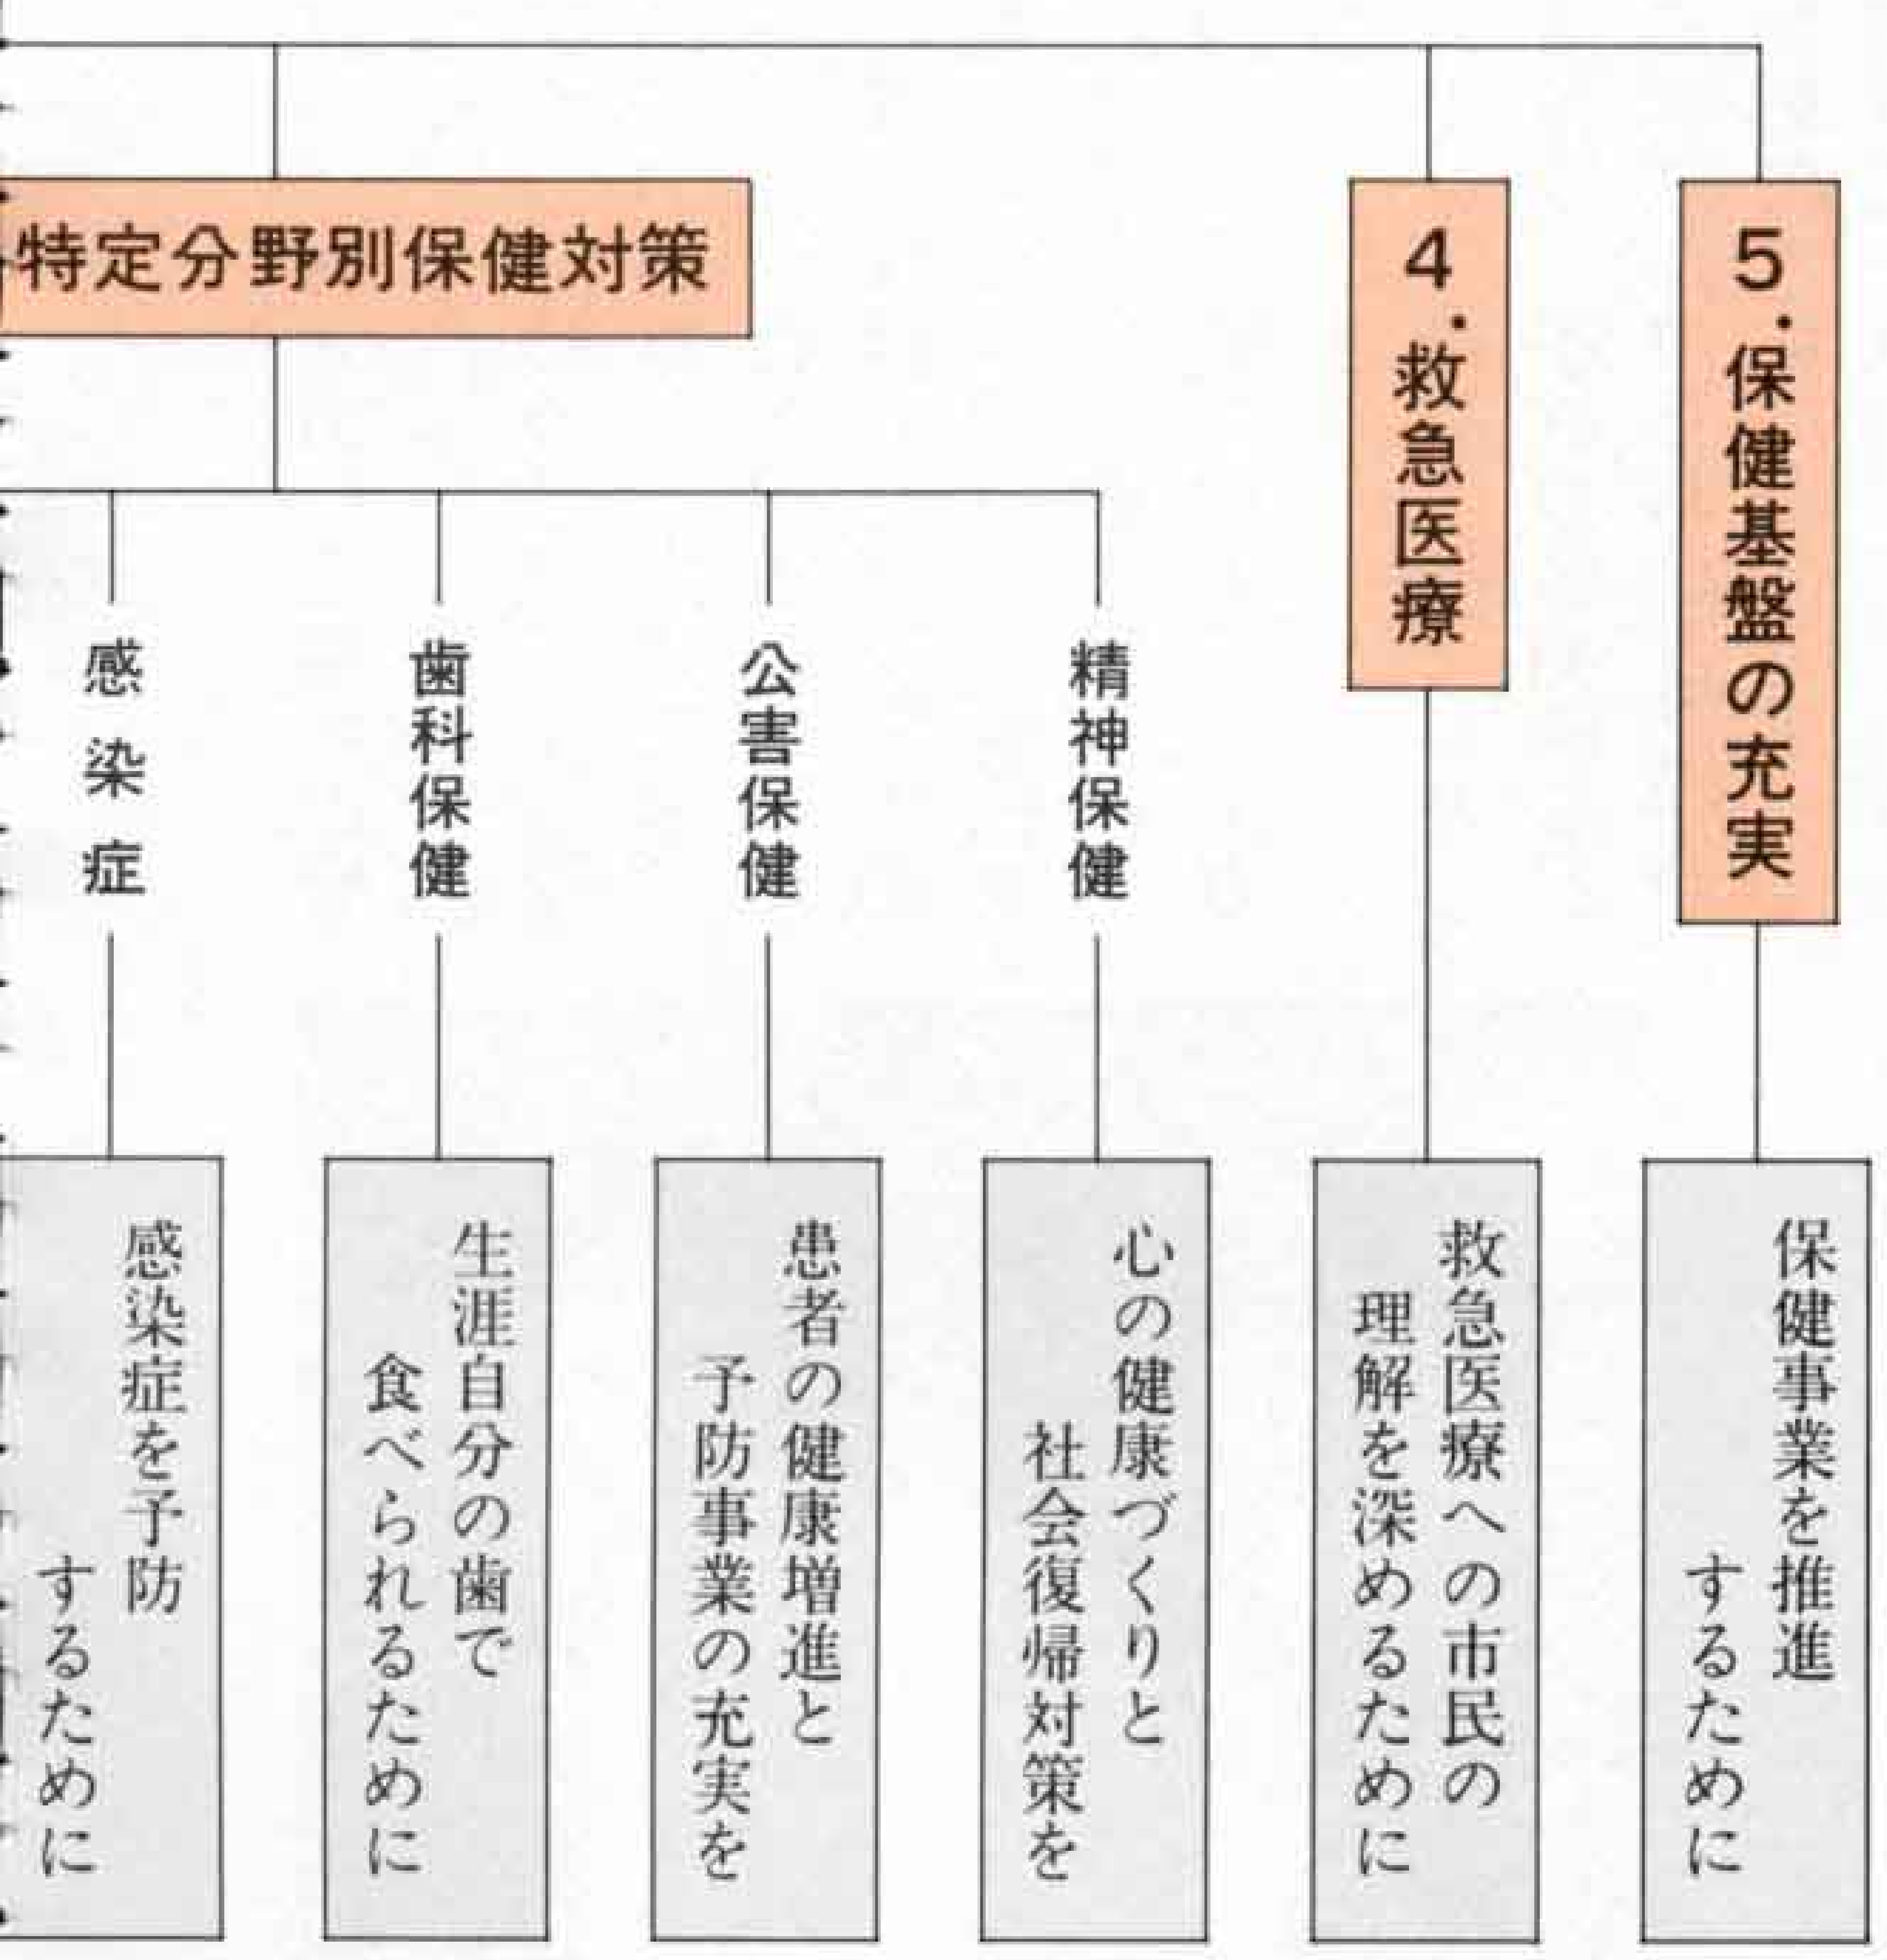 特定分野別保健対策
4.救急医療
5.保健基盤の充実
感染症
歯科保健
公害保健
精神保健
感染症を予防
するために
生涯自分の歯で
食べられるために
患者の健康増進と
予防事業の充実を
心の健康づくりと
社会復帰対策を
救急医療への市民の
理解を深めるために
保健事業を推進
するために